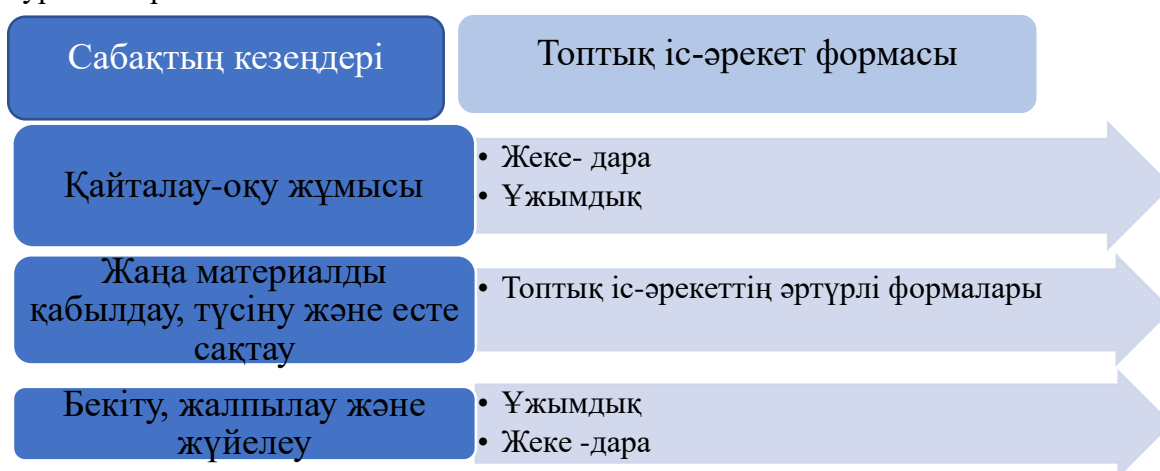 Сабақтың кезеңдері
Топтық іс-әрекет формасы
Қайталау-оқу жұмысы
• Жеке- дара
• Ұжымдық
Жаңа материалды
қабылдау, түсіну және есте
сақтау
• Топтық іс-әрекеттің әртүрлі формалары
Бекіту, жалпылау және
жүйелеу
• Ұжымдық
• Жеке -дара